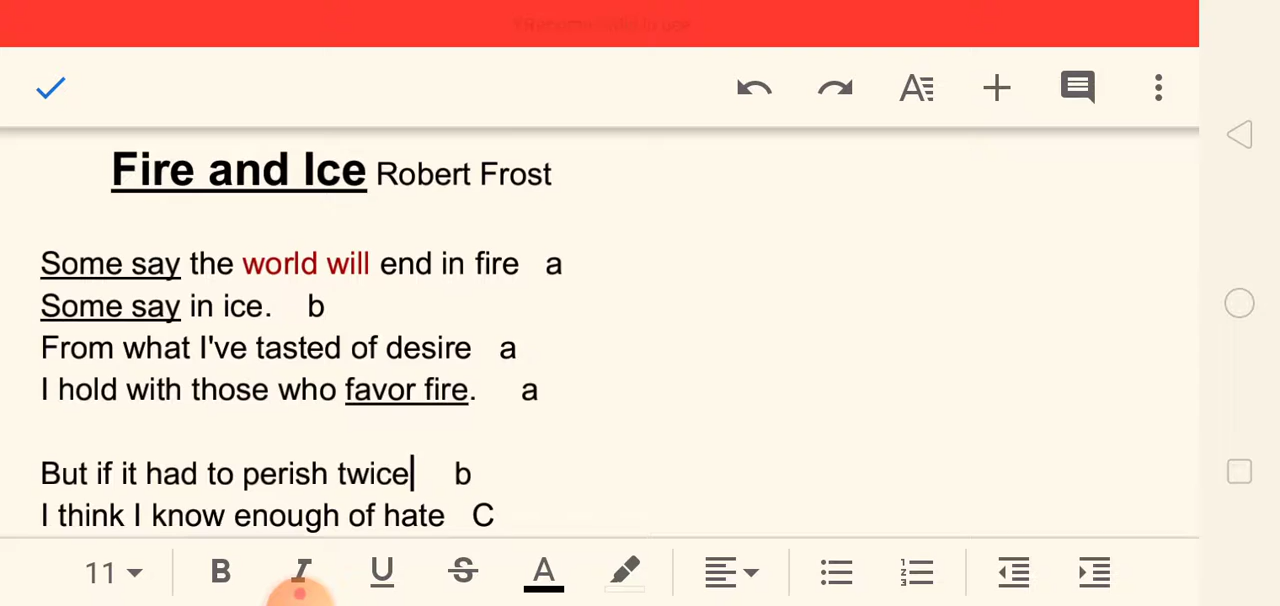 Fire and Ice Robert Frost
Some say the world will end in fire a
Some say in ice. b
From what I've tasted of desire a
I hold with those who favor fire. a
But if it had to perish twice b
I think I know enough of hate C
11 B I U S A